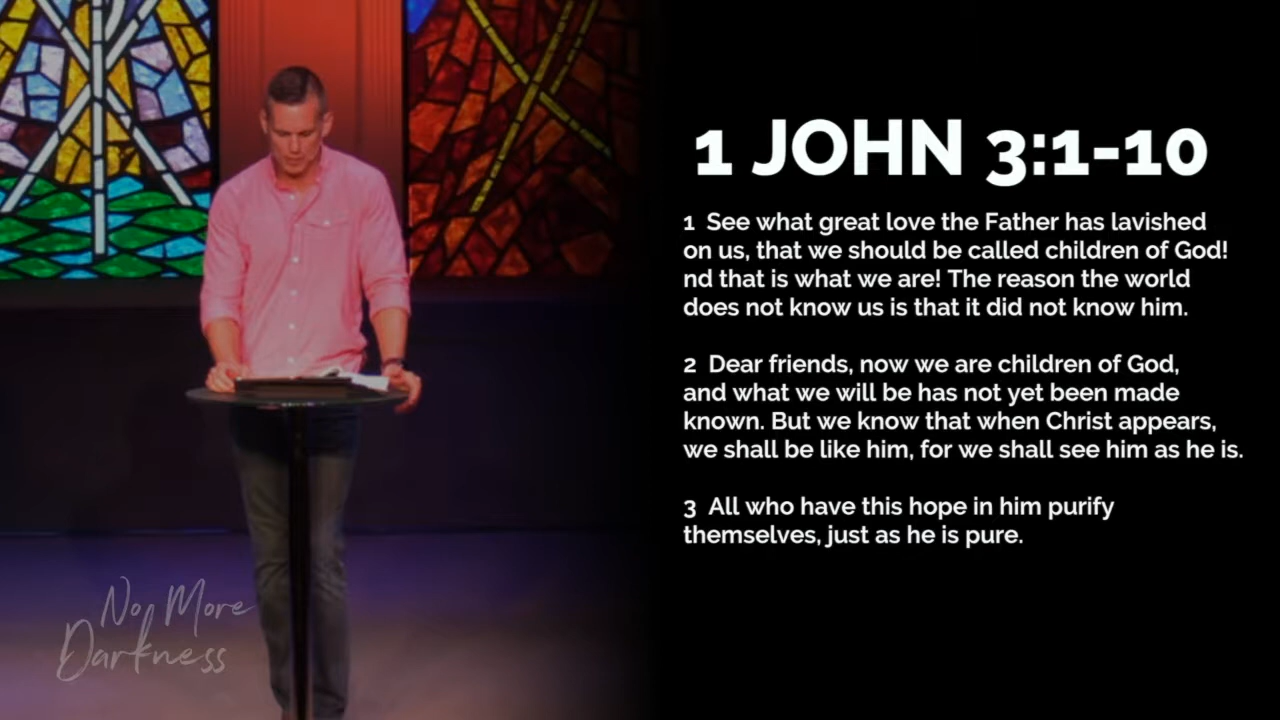 1 JOHN 3:1-10
1 See what great love the Father has lavished
on us, that we should be called children of God!
nd that is what we are! The reason the world
does not know us is that it did not know him.
2 Dear friends, now we are children of God,
and what we will be has not yet been made
known. But we know that when Christ appears,
we shall be like him, for we shall see him as he is.
3 All who have this hope in him purify
themselves, just as he is pure.
No More
Darkness